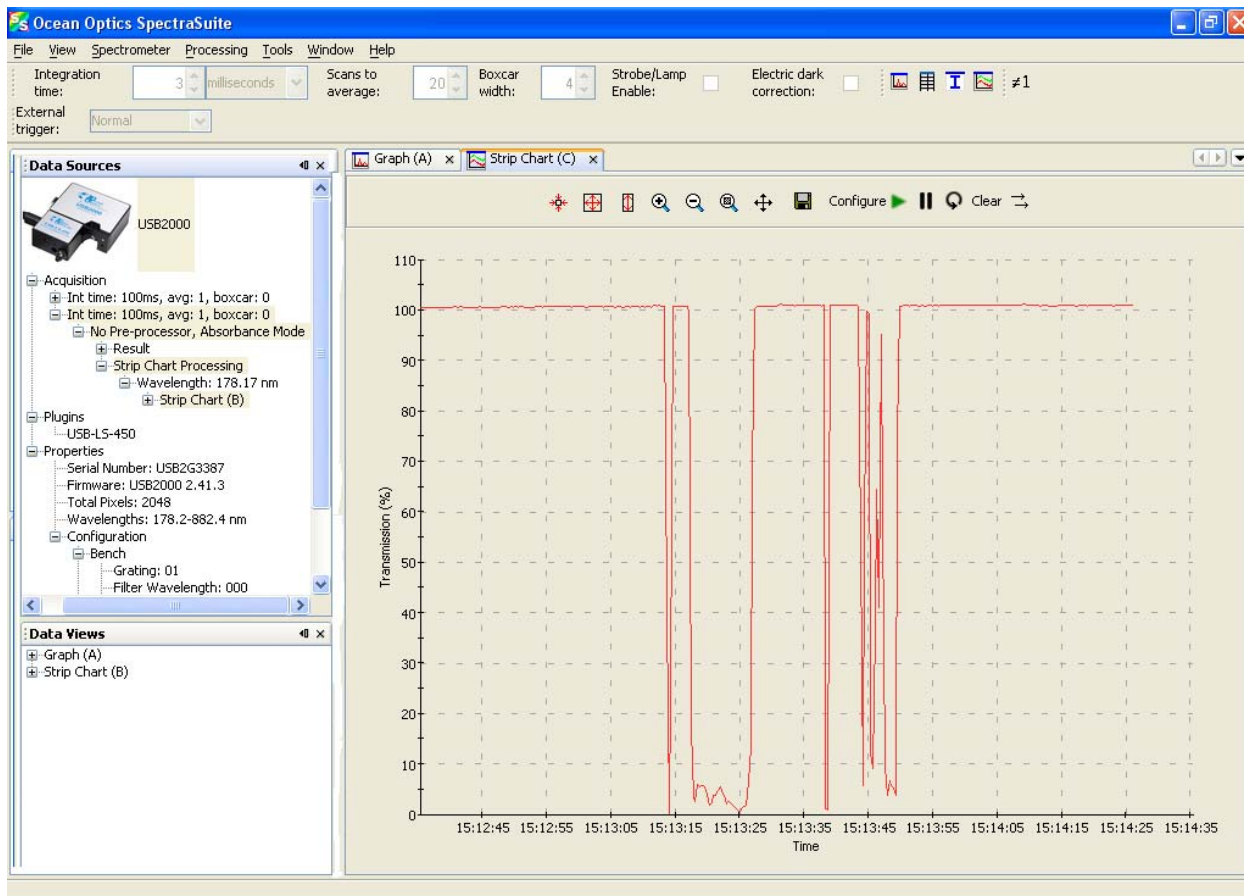 Ocean Optics SpectraSuite
File View Spectrometer Processing Tools Window Help
Integration time: 3 milliseconds Scans to average: 20 Boxcar width: 4 Strobe/Lamp Enable: Electric dark correction: ≠1
External trigger: Normal
Data Sources
USB2000
Acquisition
Int time: 100ms, avg: 1, boxcar: 0
Int time: 100ms, avg: 1, boxcar: 0
No Pre-processor, Absorbance Mode
Result
Strip Chart Processing
Wavelength: 178.17 nm
Strip Chart (B)
Plugins
USB-LS-450
Properties
Serial Number: USB2G3387
Firmware: USB2000 2.41.3
Total Pixels: 2048
Wavelengths: 178.2-882.4 nm
Configuration
Bench
Grating: 01
Filter Wavelength: 000
Data Views
Graph (A)
Strip Chart (B)
Graph (A) Strip Chart (C)
Configure Clear
110
100
90
80
70
60
50
40
30
20
10
0
Transmission (%)
15:12:45 15:12:55 15:13:05 15:13:15 15:13:25 15:13:35 15:13:45 15:13:55 15:14:05 15:14:15 15:14:25 15:14:35
Time